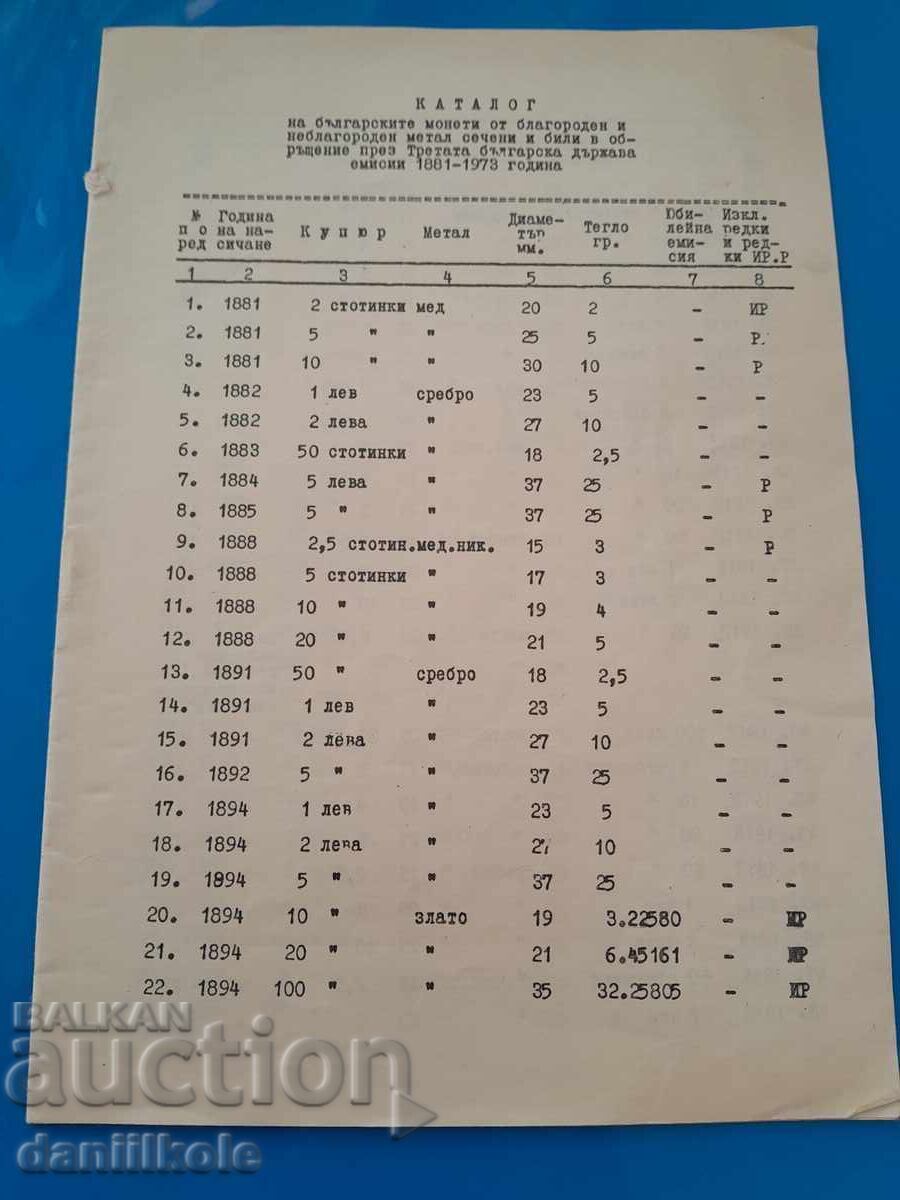 КАТАЛОГ
на българските монети от благороден и
неблагороден метал сечени и били в об-
ръщение през Третата българска държава
емисии 1881-1973 година
№ Година Диаме- Юби- Изкл.
п о на на- Купюр Метал тър Тегло лейна редки
ред сичане мм. гр. еми- и ред-
сия ки ИР.Р
1 2 3 4 5 6 7 8
1. 1881 2 стотинки мед 20 2 - ИР
2. 1881 5 " " 25 5 - Р.
3. 1881 10 " " 30 10 - Р
4. 1882 1 лев сребро 23 5 - -
5. 1882 2 лева " 27 10 - -
6. 1883 50 стотинки " 18 2,5 - -
7. 1884 5 лева " 37 25 - Р
8. 1885 5 " " 37 25 - Р
9. 1888 2,5 стотин.мед.ник. 15 3 - Р
10. 1888 5 стотинки " 17 3 - -
11. 1888 10 " " 19 4 - -
12. 1888 20 " " 21 5 - -
13. 1891 50 " сребро 18 2,5 - -
14. 1891 1 лев " 23 5 - -
15. 1891 2 лева " 27 10 - -
16. 1892 5 " " 37 25 - -
17. 1894 1 лев " 23 5 - -
18. 1894 2 лева " 27 10 - -
19. 1894 5 " " 37 25 - -
20. 1894 10 " злато 19 3.22580 - ИР
21. 1894 20 " " 21 6.45161 - ИР
22. 1894 100 " " 35 32.25805 - ИР
BALKAN
auction
daniilkole